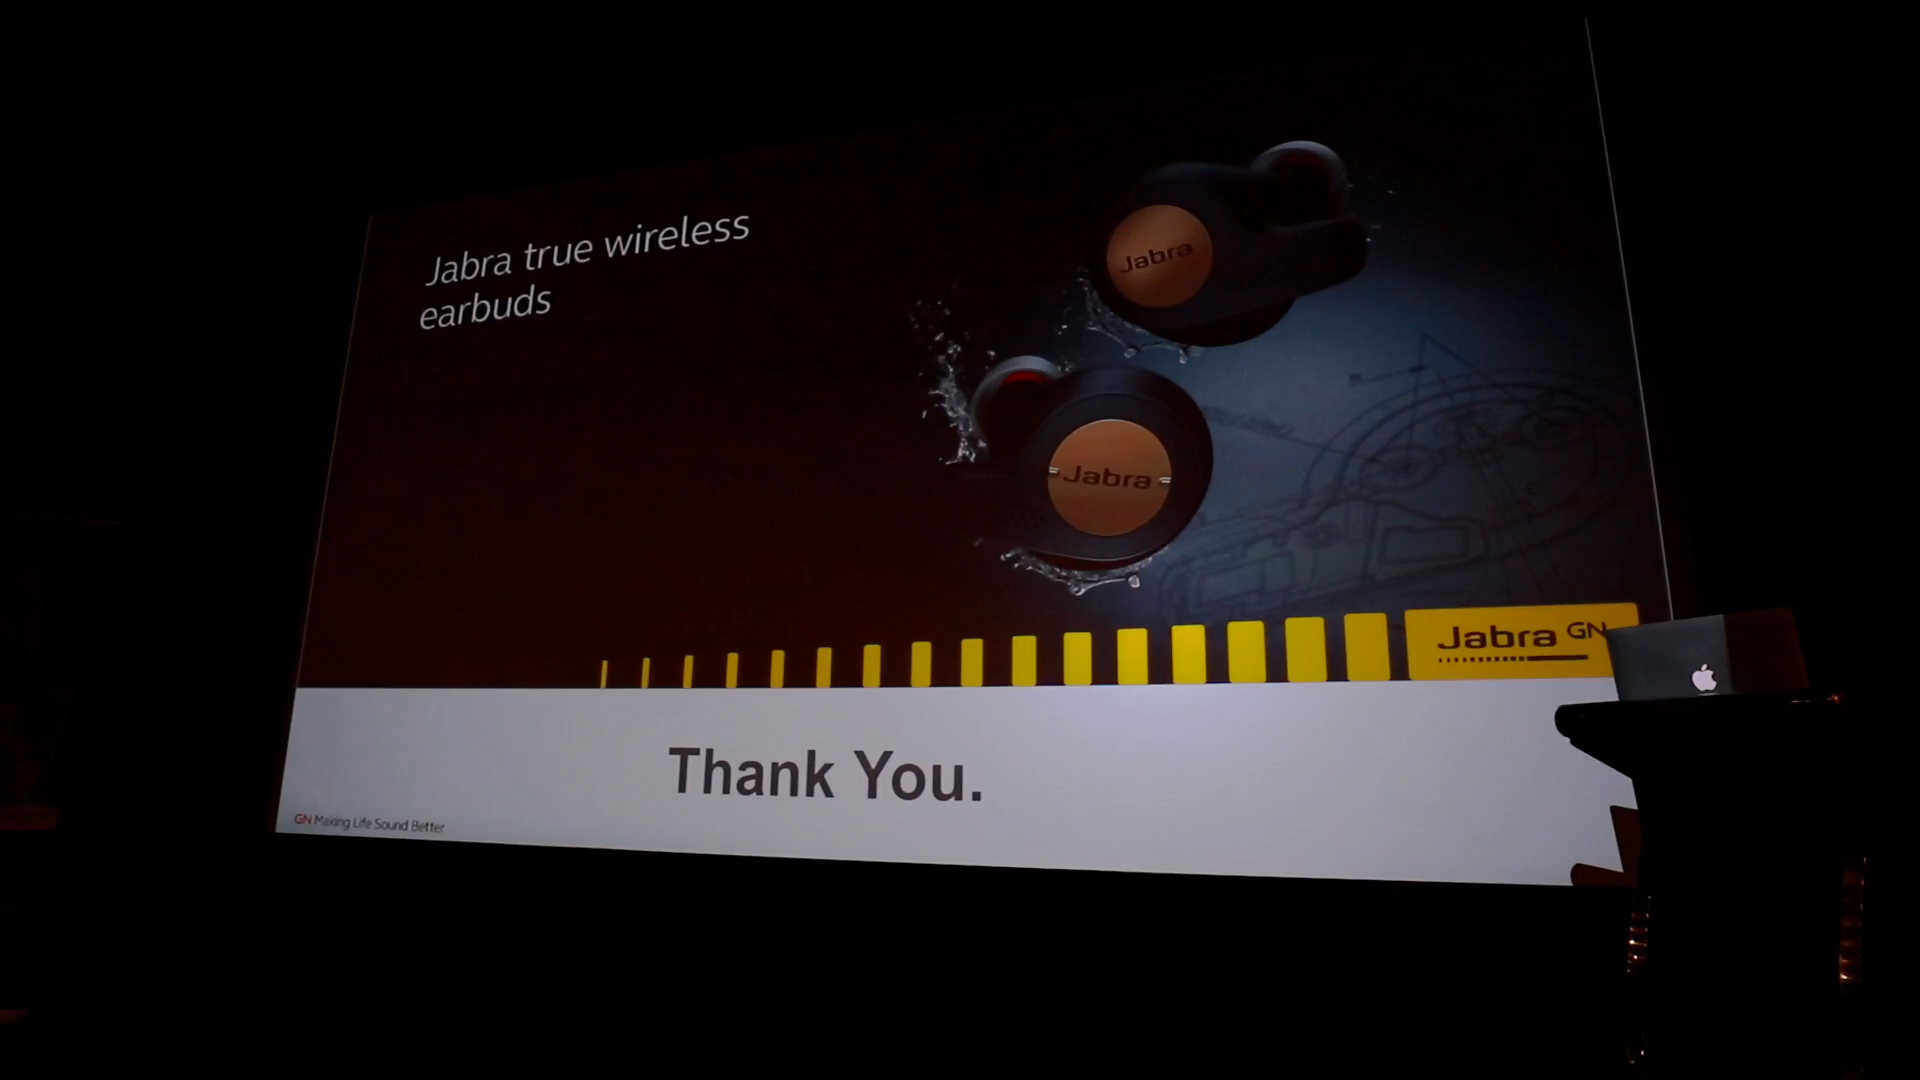 Jabra true wireless
earbuds
Jabra
Jabra
Jabra GN
Thank You.
GN Making Life Sound Better